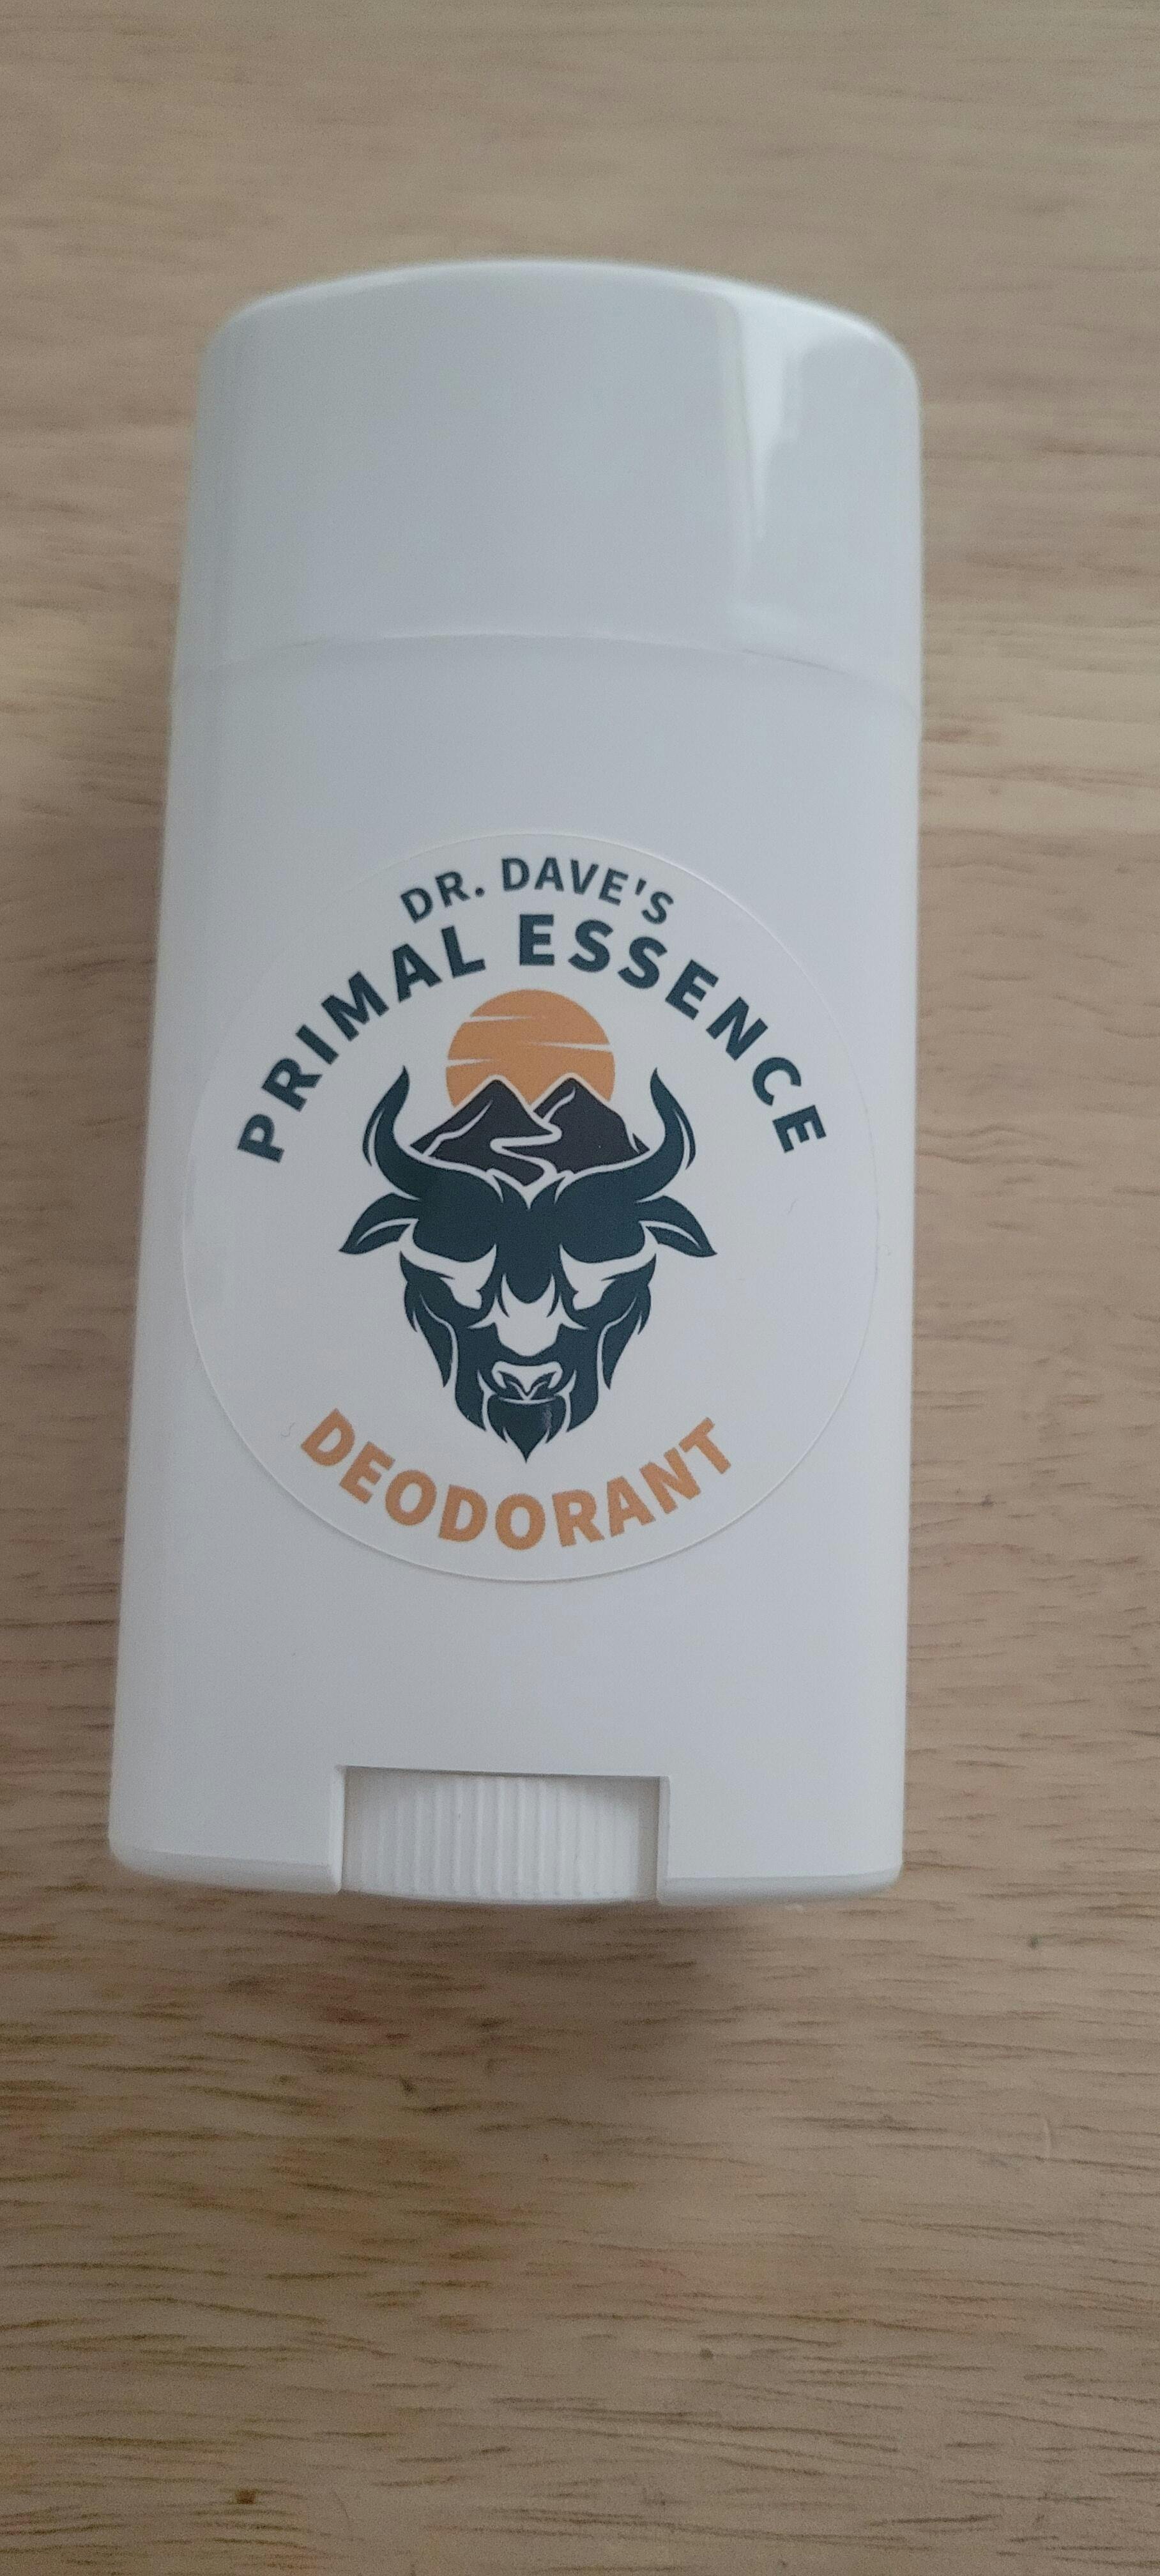 DR. DAVE'S
PRIMAL ESSENCE
DEODORANT